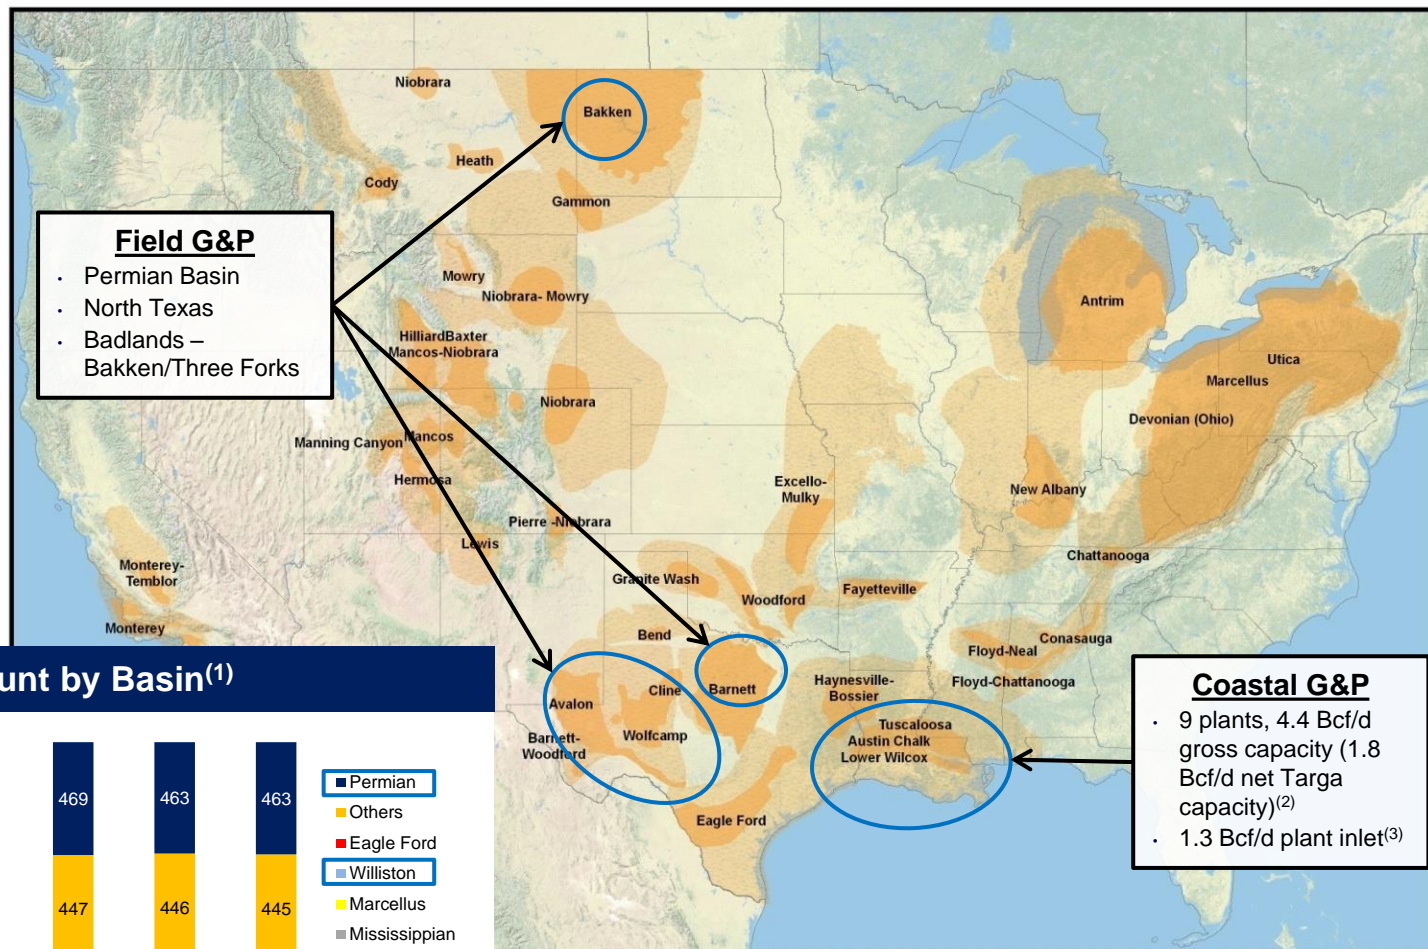 Niobrara
Bakken
Heath
Cody
Gammon
Field G&P
· Permian Basin
· North Texas
· Badlands –
Bakken/Three Forks
Mowry
Niobrara- Mowry
Antrim
HilliardBaxter
Mancos-Niobrara
Utica
Marcellus
Niobrara
Devonian (Ohio)
Manning Canyon
Mancos
Hermosa
Excello-
Mulky
New Albany
Pierre -Niobrara
Lewis
Chattanooga
Monterey-
Temblor
Granite Wash
Woodford
Fayetteville
Monterey
Bend
Conasauga
Floyd-Neal
Floyd-Chattanooga
Haynesville-
Bossier
Cline
Barnett
Avalon
Tuscaloosa
Austin Chalk
Lower Wilcox
Barnett-
Woodford
Wolfcamp
Eagle Ford
Coastal G&P
· 9 plants, 4.4 Bcf/d
gross capacity (1.8
Bcf/d net Targa
capacity)(2)
· 1.3 Bcf/d plant inlet(3)
unt by Basin(1)
469 463 463
447 446 445
Permian
Others
Eagle Ford
Williston
Marcellus
Mississippian